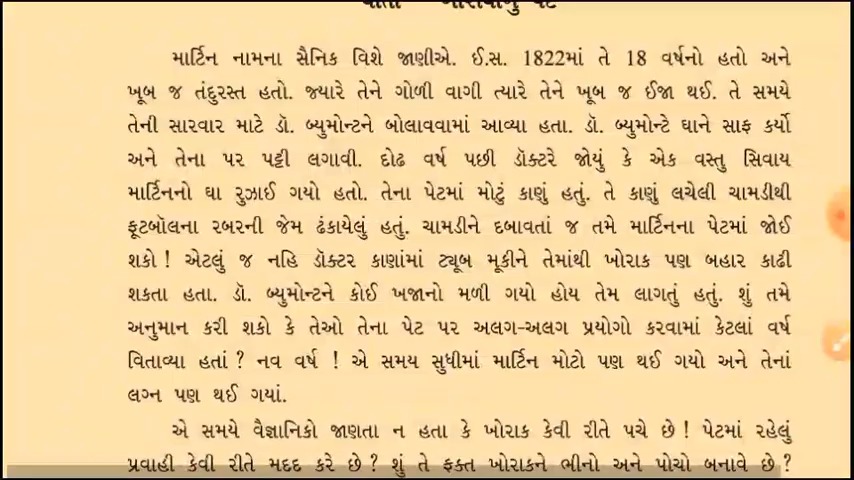 માર્ટિન નામના સૈનિક વિશે જાણીએ. ઈ.સ. 1822માં તે 18 વર્ષનો હતો અને
ખૂબ જ તંદુરસ્ત હતો. જ્યારે તેને ગોળી વાગી ત્યારે તેને ખૂબ જ ઈજા થઈ. તે સમયે
તેની સારવાર માટે ડૉ. બ્યુમોન્ટને બોલાવવામાં આવ્યા હતા. ડૉ. બ્યુમોન્ટે ઘાને સાફ કર્યો
અને તેના પર પટ્ટી લગાવી. દોઢ વર્ષ પછી ડૉક્ટરે જોયું કે એક વસ્તુ સિવાય
માર્ટિનનો ઘા રુઝાઈ ગયો હતો. તેના પેટમાં મોટું કાણું હતું. તે કાણું લચેલી ચામડીથી
ફૂટબૉલના રબરની જેમ ઢંકાયેલું હતું. ચામડીને દબાવતાં જ તમે માર્ટિનના પેટમાં જોઈ
શકો ! એટલું જ નહિ ડૉક્ટર કાણાંમાં ટ્યૂબ મૂકીને તેમાંથી ખોરાક પણ બહાર કાઢી
શકતા હતા. ડૉ. બ્યુમોન્ટને કોઈ ખજાનો મળી ગયો હોય તેમ લાગતું હતું. શું તમે
અનુમાન કરી શકો કે તેઓ તેના પેટ પર અલગ-અલગ પ્રયોગો કરવામાં કેટલાં વર્ષ
વિતાવ્યા હતાં ? નવ વર્ષ ! એ સમય સુધીમાં માર્ટિન મોટો પણ થઈ ગયો અને તેનાં
લગ્ન પણ થઈ ગયાં.
એ સમયે વૈજ્ઞાનિકો જાણતા ન હતા કે ખોરાક કેવી રીતે પચે છે ! પેટમાં રહેલું
પ્રવાહી કેવી રીતે મદદ કરે છે ? શું તે ફક્ત ખોરાકને ભીનો અને પોચો બનાવે છે ?